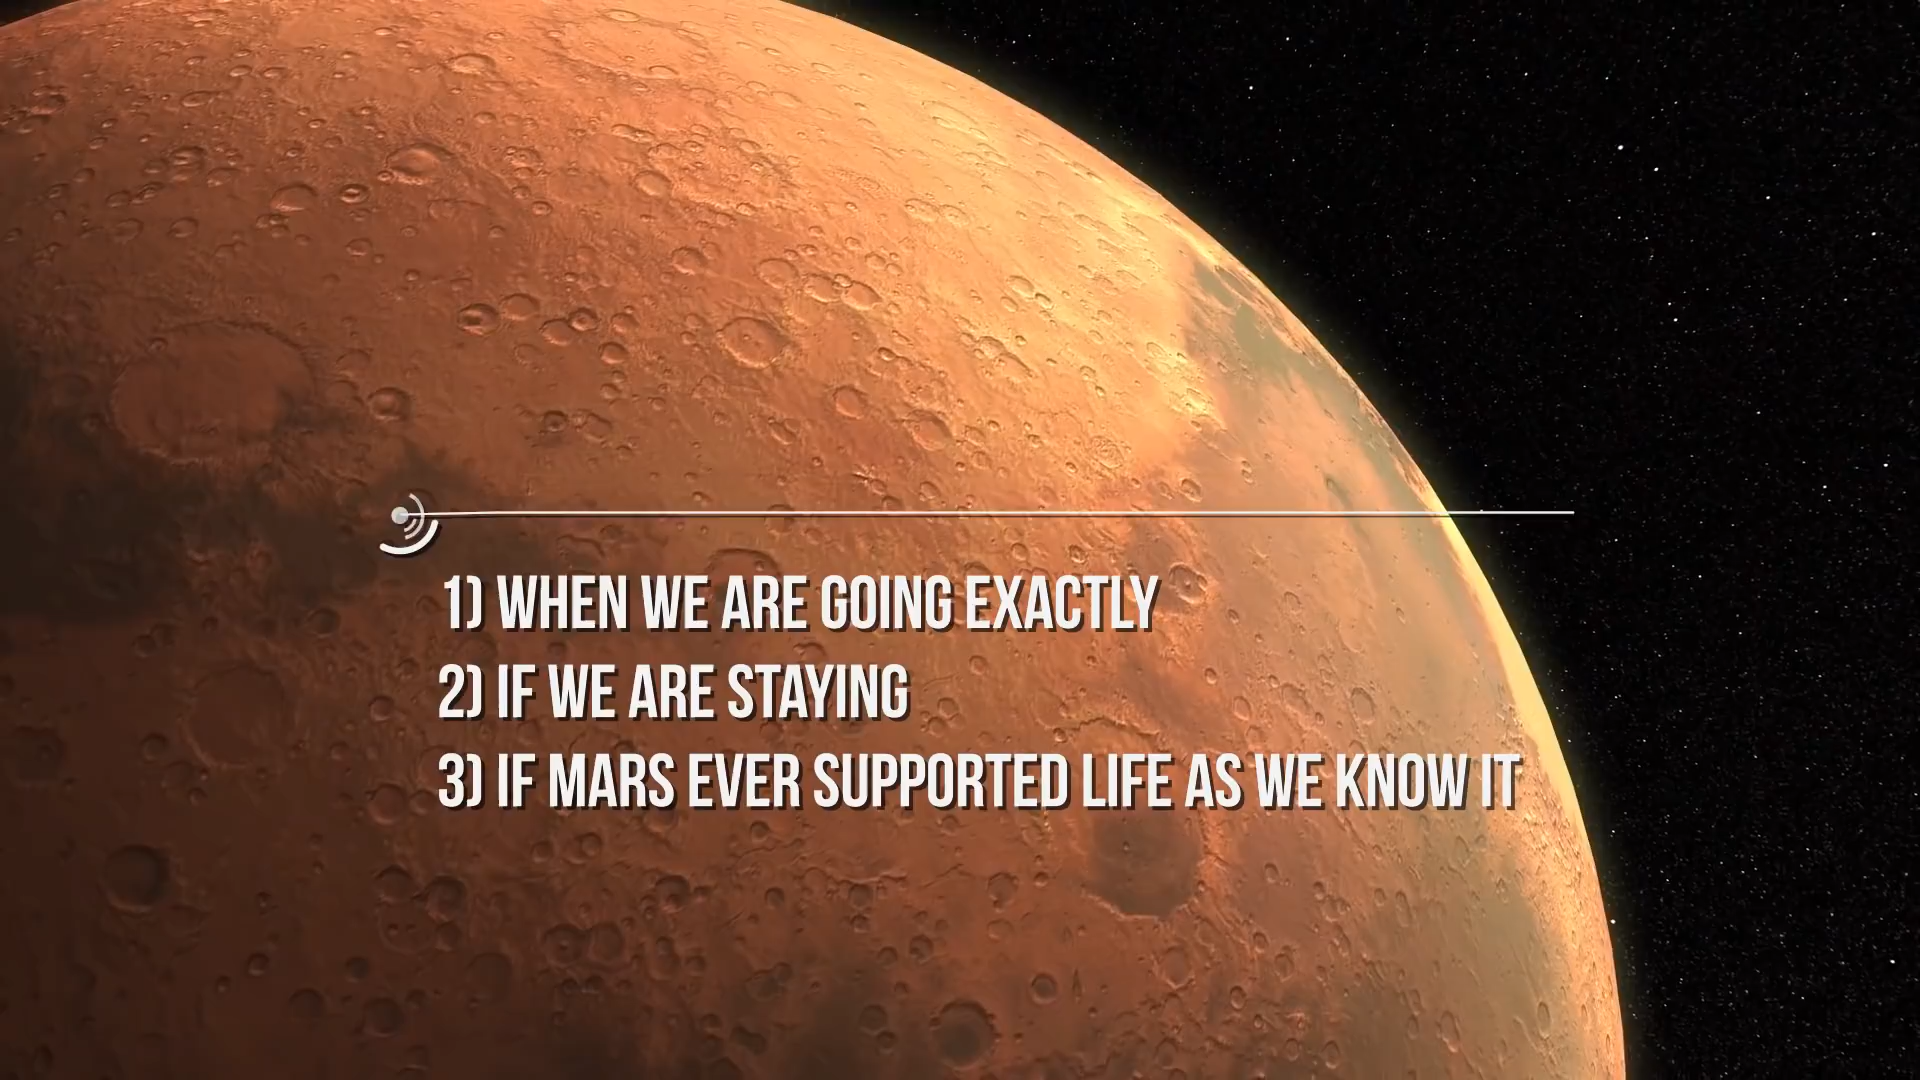 1) WHEN WE ARE GOING EXACTLY
2) IF WE ARE STAYING
3) IF MARS EVER SUPPORTED LIFE AS WE KNOW IT